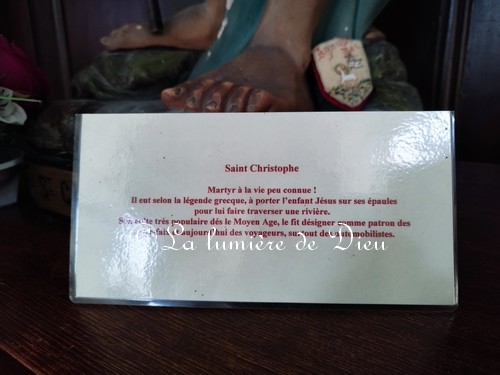 Saint Christophe
Martyr à la vie peu connue !
Il eut selon la légende grecque, à porter l'enfant Jésus sur ses épaules
pour lui faire traverser une rivière.
Son culte très populaire dés le Moyen Age, le fit désigner comme patron des
aujourd'hui des voyageurs, surtout des automobilistes.
La lumière de Dieu